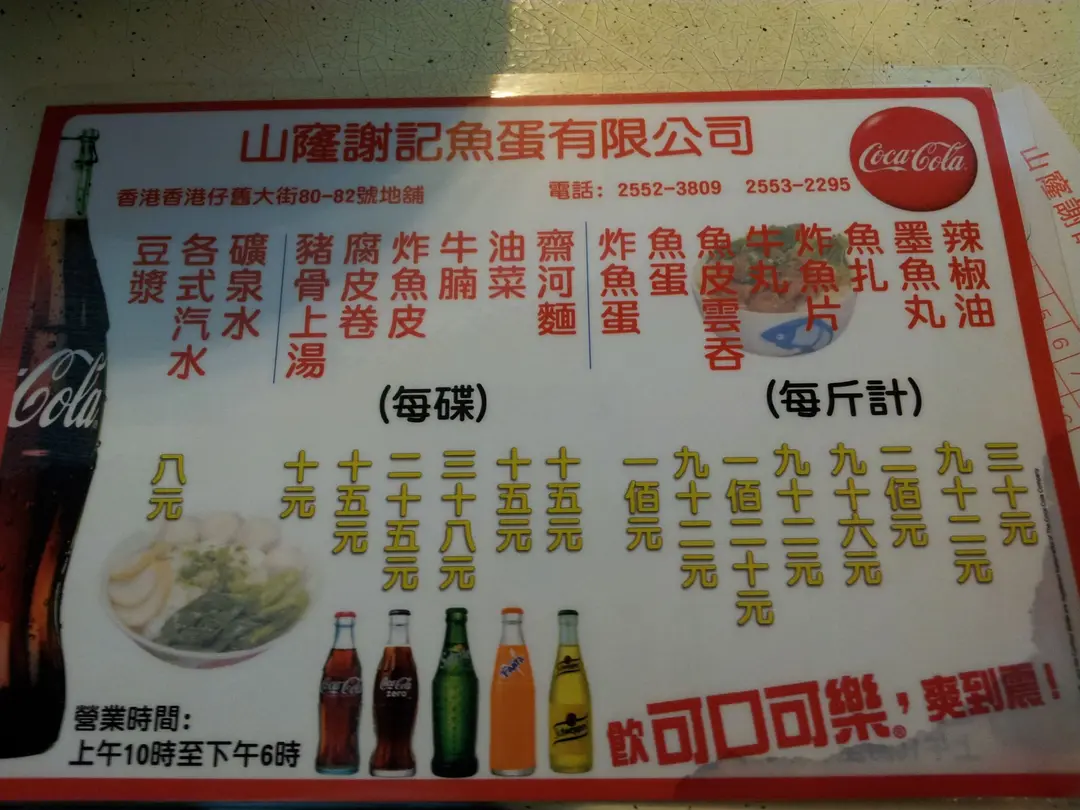 山窿謝記魚蛋有限公司
Coca-Cola
香港香港仔舊大街80-82號地舖
電話: 2552-3809 2553-2295
辣椒油
墨魚丸
魚扎
炸魚片
牛丸
魚皮雲吞
魚蛋
炸魚蛋
(每斤計)
三十元
九十二元
二佰元
九十六元
九十二元
一佰二十元
九十二元
一佰元
齋河麵
油菜
牛腩
炸魚皮
腐皮卷
豬骨上湯
(每碟)
十五元
十五元
三十八元
二十五元
十五元
十元
礦泉水
各式汽水
豆漿
八元
Cola
Coca-Cola
Coca-Cola
zero
Fanta
營業時間:
上午10時至下午6時
飲可口可樂®,爽到震!